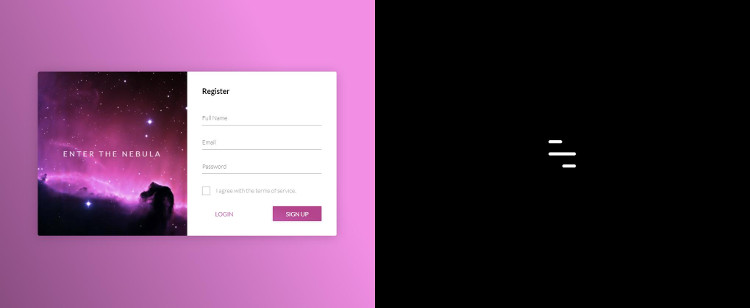 ENTER THE NEBULA
Register
Full Name
Email
Password
I agree with the terms of service.
LOGIN
SIGN UP